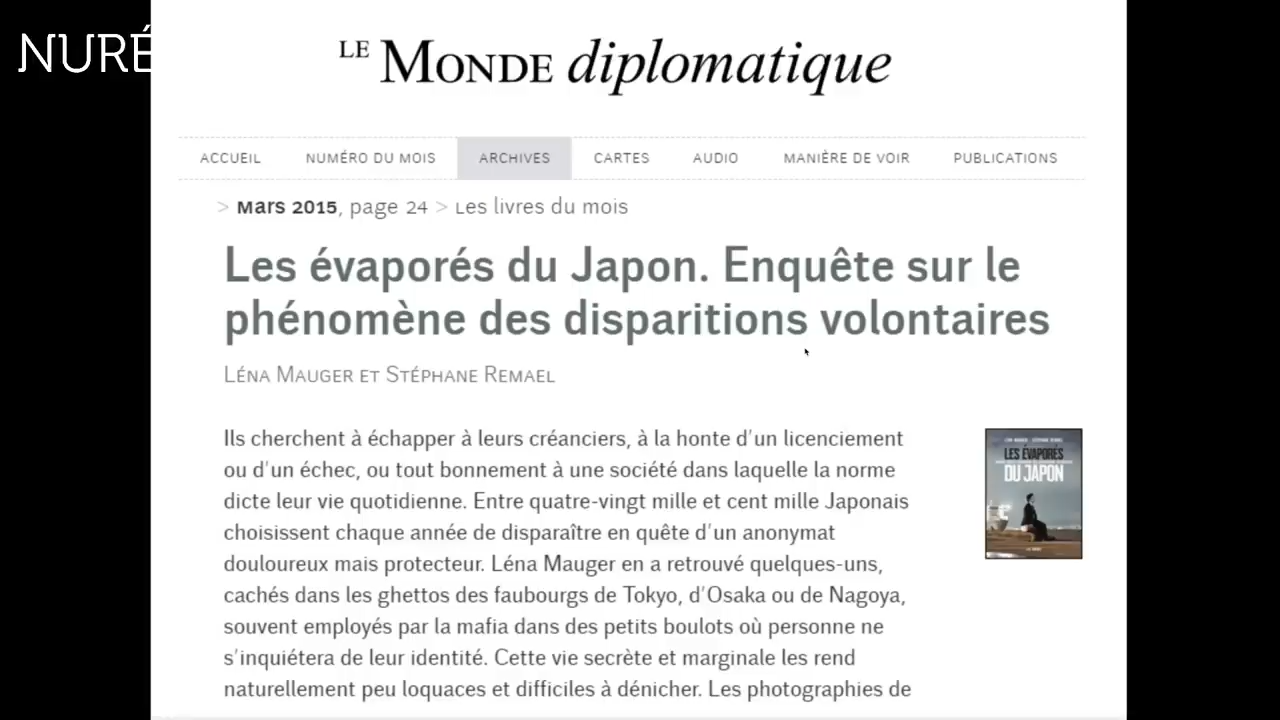 NURÉ
LE MONDE diplomatique
ACCUEIL NUMÉRO DU MOIS ARCHIVES CARTES AUDIO MANIÈRE DE VOIR PUBLICATIONS
> Mars 2015, page 24 > Les livres du mois
Les évaporés du Japon. Enquête sur le
phénomène des disparitions volontaires
LÉNA MAUGER ET STÉPHANE REMAEL
Ils cherchent à échapper à leurs créanciers, à la honte d'un licenciement
ou d'un échec, ou tout bonnement à une société dans laquelle la norme
dicte leur vie quotidienne. Entre quatre-vingt mille et cent mille Japonais
choisissent chaque année de disparaître en quête d'un anonymat
douloureux mais protecteur. Léna Mauger en a retrouvé quelques-uns,
cachés dans les ghettos des faubourgs de Tokyo, d'Osaka ou de Nagoya,
souvent employés par la mafia dans des petits boulots où personne ne
s'inquiétera de leur identité. Cette vie secrète et marginale les rend
naturellement peu loquaces et difficiles à dénicher. Les photographies de
LES ÉVAPORÉS
DU JAPON